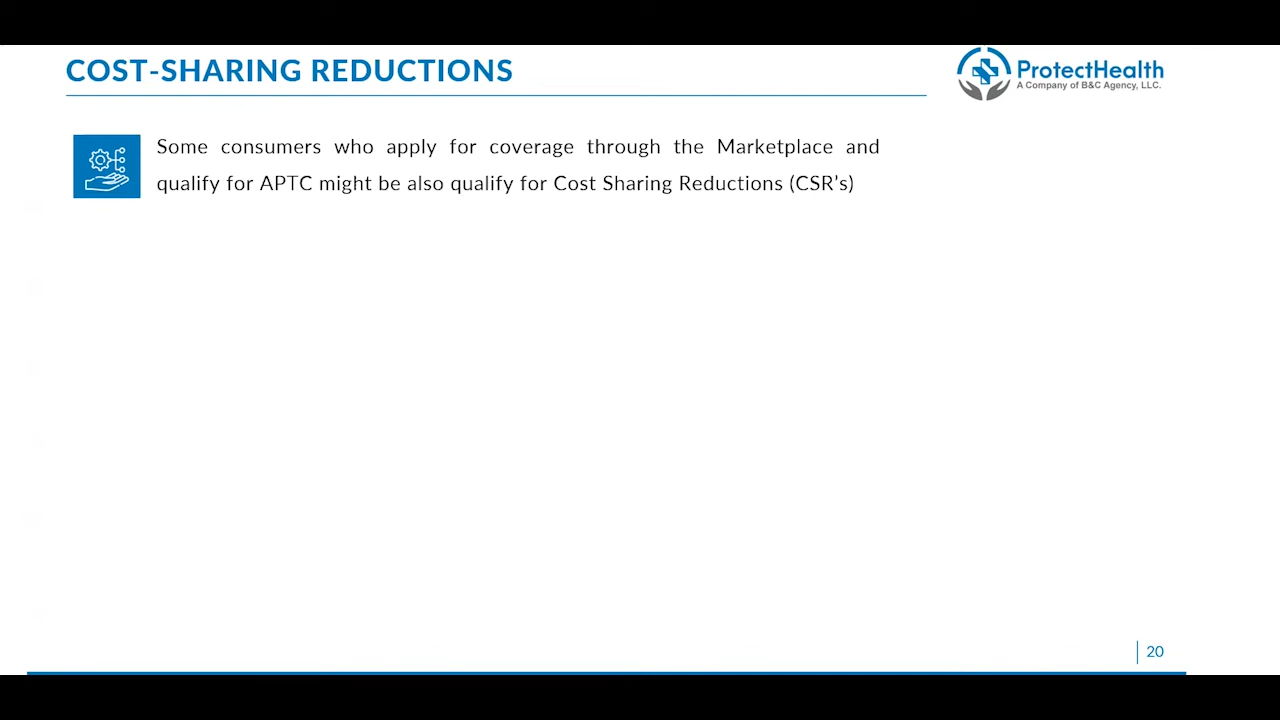 COST-SHARING REDUCTIONS
ProtectHealth
A Company of B&C Agency, LLC.
Some consumers who apply for coverage through the Marketplace and
qualify for APTC might be also qualify for Cost Sharing Reductions (CSR's)
20